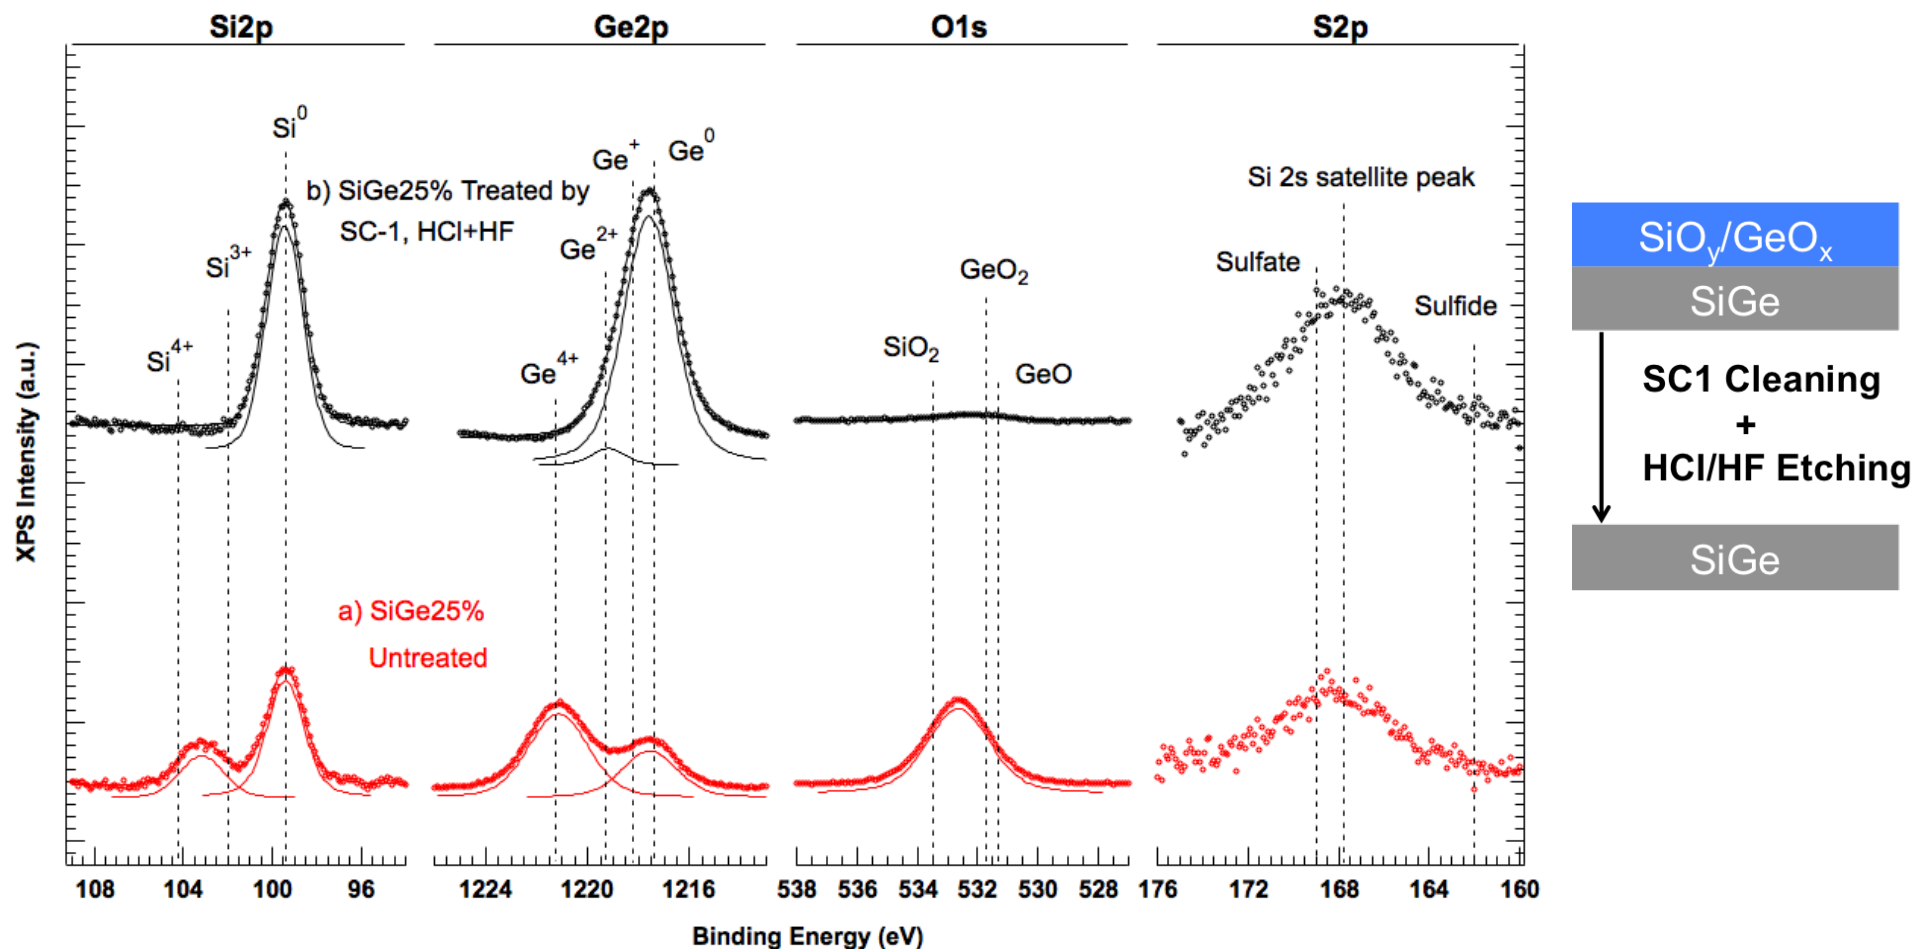 Si2p
Ge2p
O1s
S2p
Si⁰
Ge⁺
Ge⁰
b) SiGe25% Treated by
SC-1, HCl+HF
Si 2s satellite peak
Si³⁺
Ge²⁺
Sulfate
GeO₂
Sulfide
Si⁴⁺
Ge⁴⁺
SiO₂
GeO
SiOy/GeOx
SiGe
SC1 Cleaning
+
HCl/HF Etching
SiGe
XPS Intensity (a.u.)
a) SiGe25%
Untreated
108 104 100 96
1224 1220 1216
538 536 534 532 530 528
176 172 168 164 160
Binding Energy (eV)